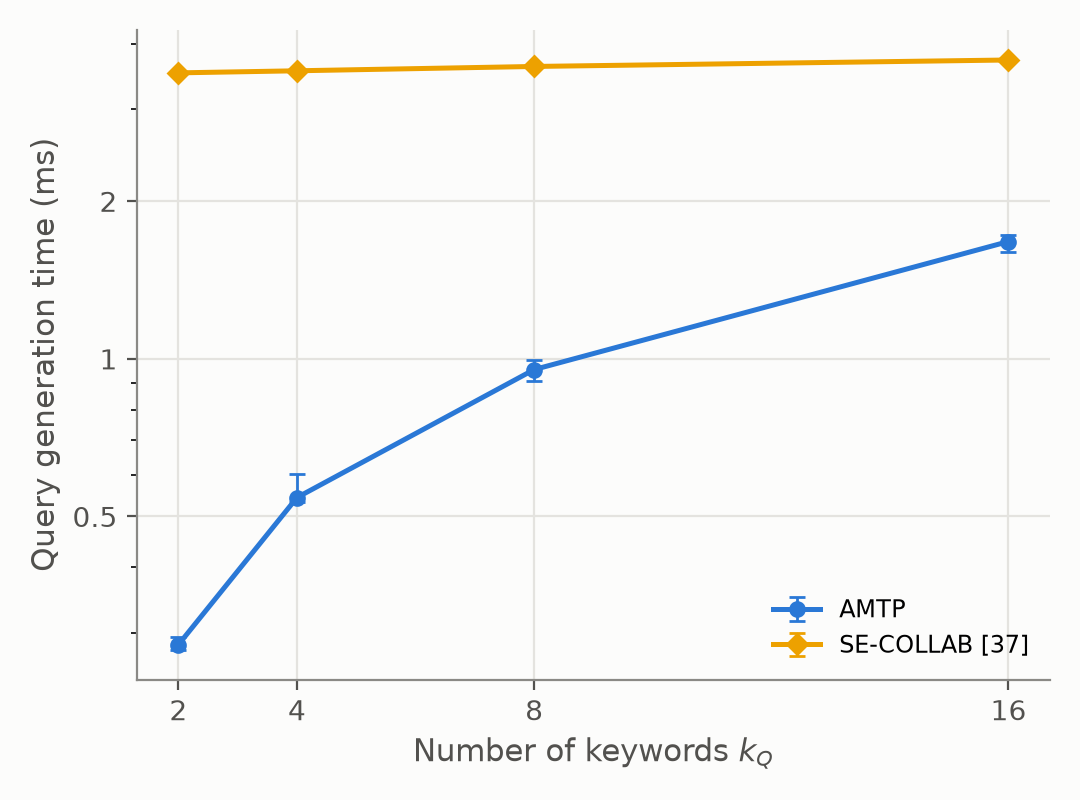 Query generation time (ms)
2
1
0.5
2 4 8 16
Number of keywords k_Q
AMTP
SE-COLLAB [37]